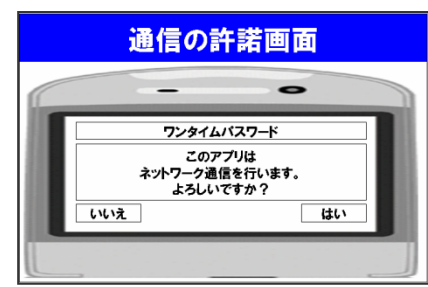 通信の許諾画面
ワンタイムパスワード
このアプリは
ネットワーク通信を行います。
よろしいですか？
いいえ
はい